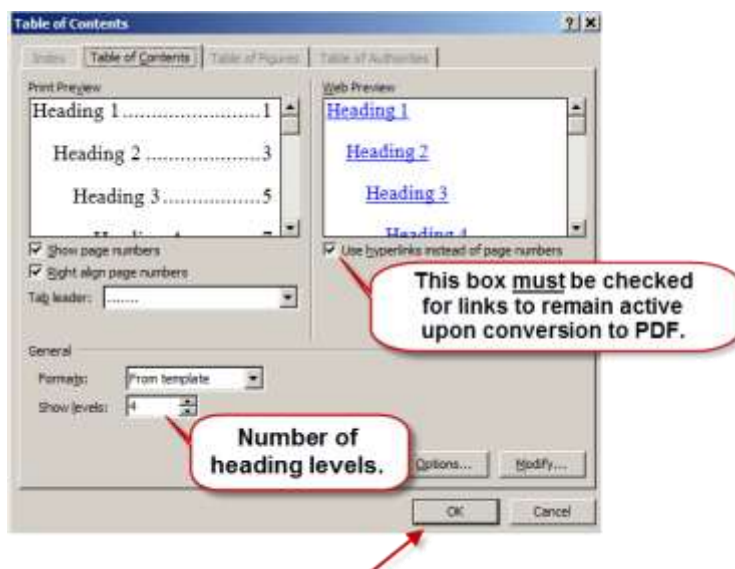 Table of Contents
Index
Table of Contents
Table of Figures
Table of Authorities
Print Preview
Heading 1..........................1
Heading 2 ....................3
Heading 3.................5
Web Preview
Heading 1
Heading 2
Heading 3
Heading 4
Show page numbers
Right align page numbers
Tab leader: .......
Use hyperlinks instead of page numbers
This box must be checked
for links to remain active
upon conversion to PDF.
General
Formats: From template
Show levels: 4
Number of
heading levels.
Options...
Modify...
OK
Cancel